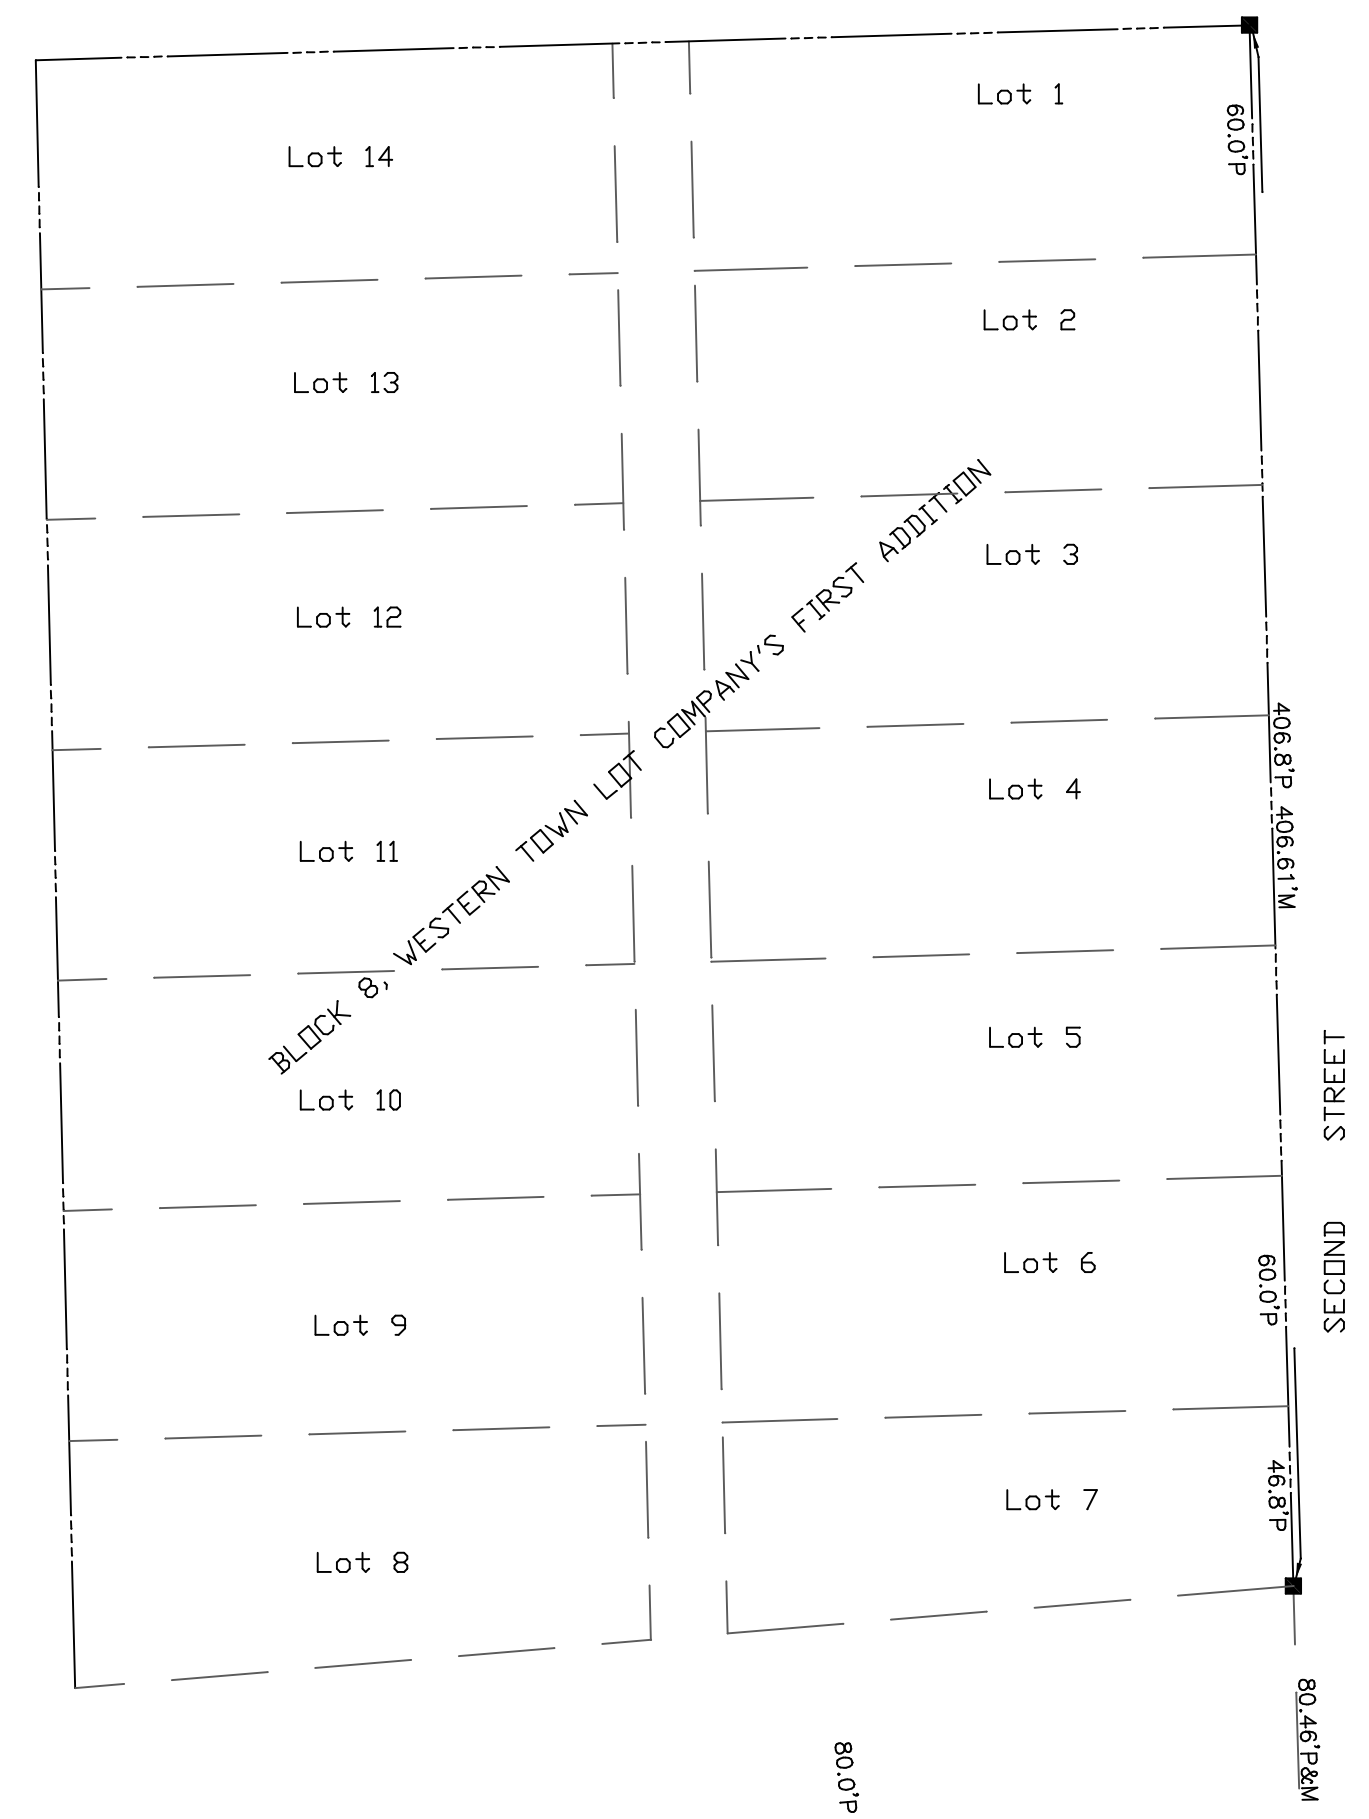 Lot 1
60.0'P
Lot 14
Lot 2
Lot 13
Lot 3
Lot 12
BLOCK 8, WESTERN TOWN LOT COMPANY'S FIRST ADDITION
406.8'P 406.61'M
Lot 4
Lot 11
Lot 5
Lot 10
SECOND STREET
Lot 6
60.0'P
Lot 9
46.8'P
Lot 7
Lot 8
80.46'P&M
80.0'P